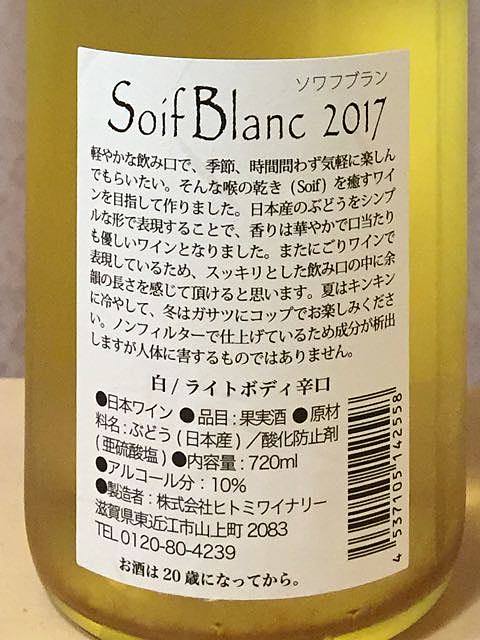 ソワフブラン
Soif Blanc 2017
軽やかな飲み口で、季節、時間問わず気軽に楽しん
でもらいたい。そんな喉の乾き(Soif)を癒すワイ
ンを目指して作りました。日本産のぶどうをシンプ
ルな形で表現することで、香りは華やかで口当たり
も優しいワインとなりました。またにごりワインで
表現しているため、スッキリとした飲み口の中に余
韻の長さを感じて頂けると思います。夏はキンキン
に冷やして、冬はガサツにコップでお楽しみくださ
い。ノンフィルターで仕上げているため成分が析出
しますが人体に害するものではありません。
白/ライトボディ辛口
●日本ワイン ●品目:果実酒 ●原材
料名:ぶどう(日本産)/酸化防止剤
(亜硫酸塩) ●内容量:720ml
●アルコール分:10%
●製造者:株式会社ヒトミワイナリー
滋賀県東近江市山上町 2083
TEL 0120-80-4239
お酒は20歳になってから。
4 537105 142558